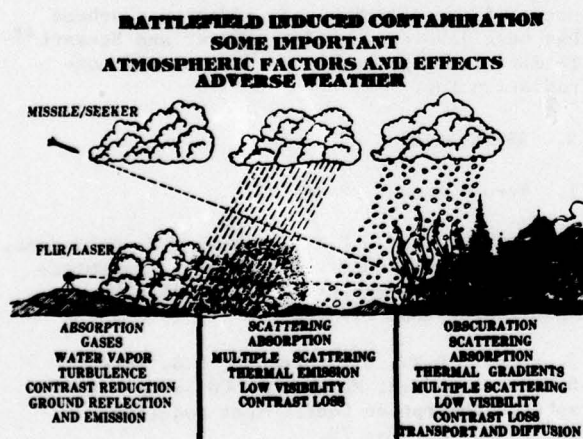 BATTLEFIELD INDUCED CONTAMINATION
SOME IMPORTANT
ATMOSPHERIC FACTORS AND EFFECTS
ADVERSE WEATHER
MISSILE/SEEKER
FLIR/LASER
ABSORPTION
GASES
WATER VAPOR
TURBULENCE
CONTRAST REDUCTION
GROUND REFLECTION
AND EMISSION
SCATTERING
ABSORPTION
MULTIPLE SCATTERING
THERMAL EMISSION
LOW VISIBILITY
CONTRAST LOSS
OBSCURATION
SCATTERING
ABSORPTION
THERMAL GRADIENTS
MULTIPLE SCATTERING
LOW VISIBILITY
CONTRAST LOSS
TRANSPORT AND DIFFUSION